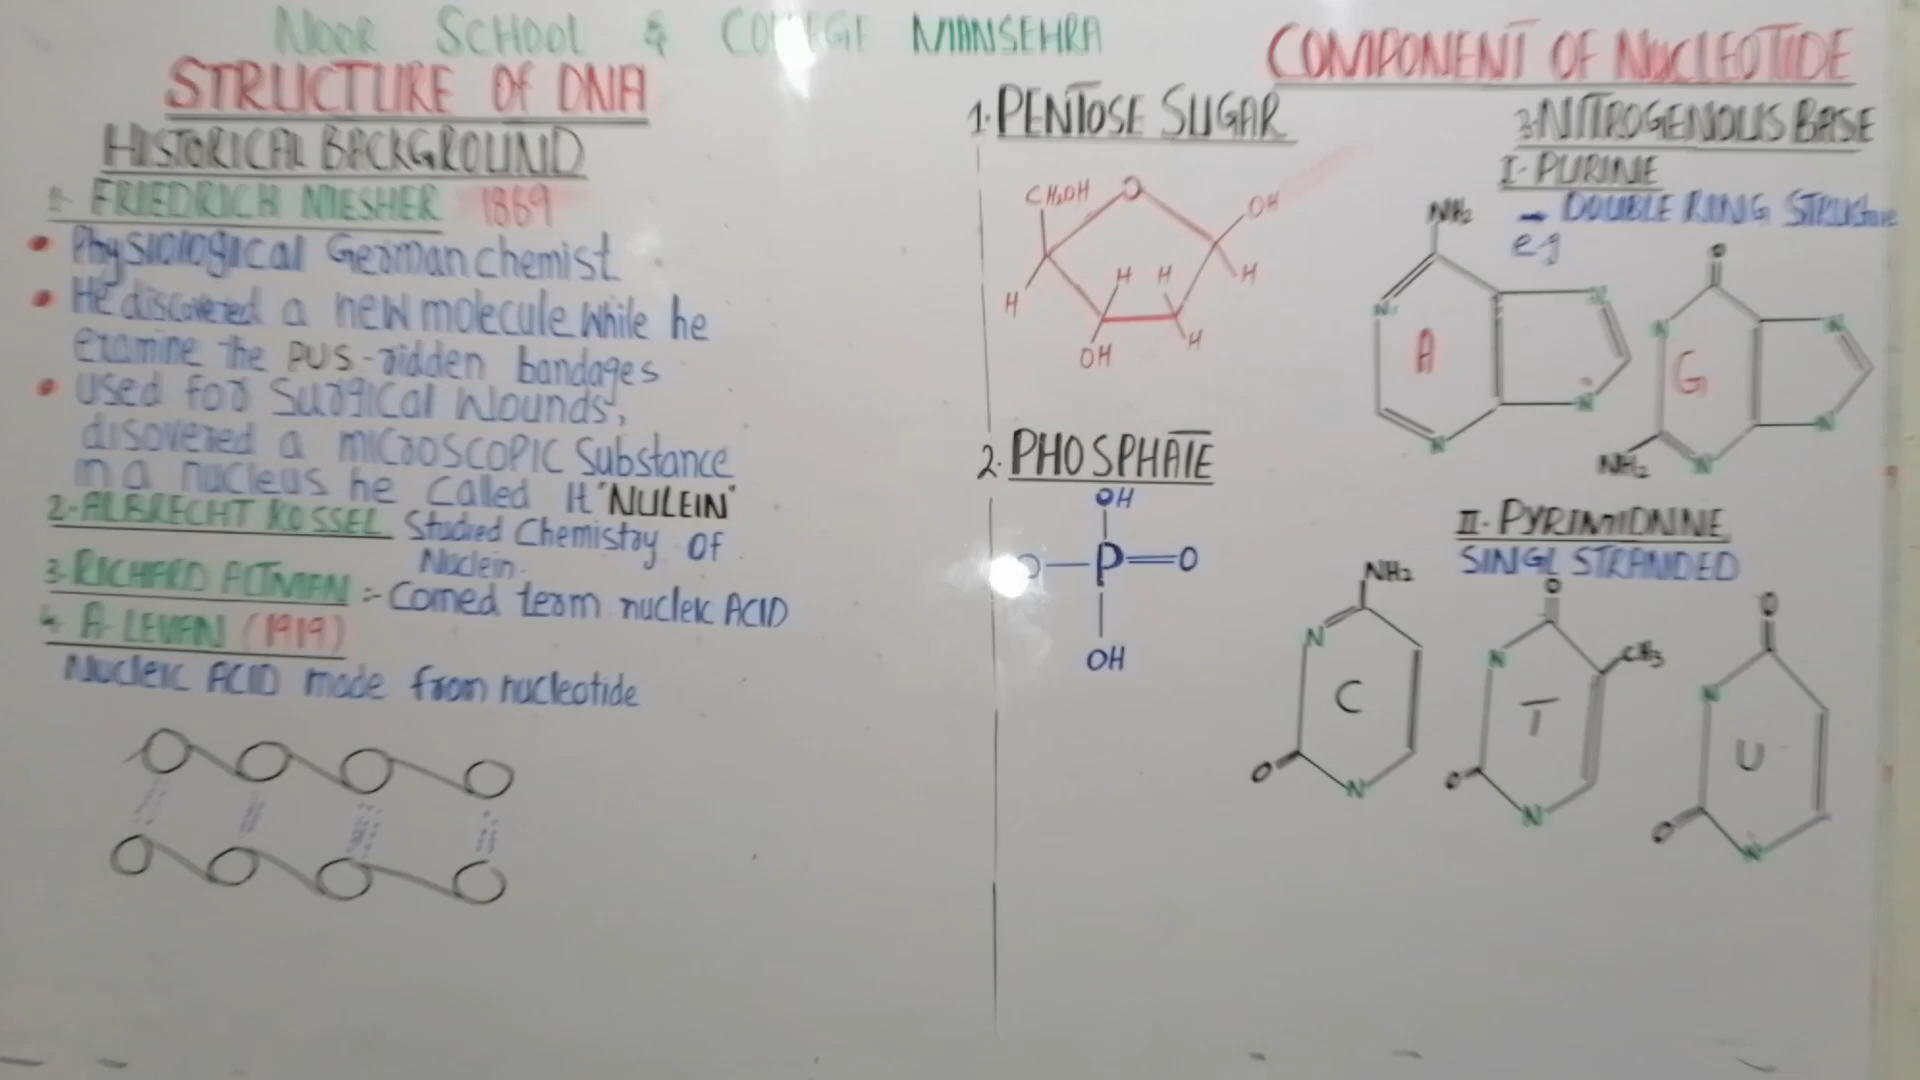 NOOR SCHOOL & COLLEGE MANSEHRA
STRUCTURE OF DNA
HISTORICAL BACKGROUND
1- FRIEDRICH MIESHER 1869
• Physiological German chemist
• He discovered a new molecule while he
examine the PUS-ridden bandages
• used for Surgical Wounds,
disovered a microscopic Substance
in a nucleus he called It "NULEIN"
2-ALBRECHT KOSSEL Studied Chemistry of
Nuclein.
3-RICHARD ALTMAN :- Comed term nucleic ACID
4- A-LEVEN (1919)
Nucleic ACID made from nucleotide
COMPONENT OF NUCLEOTIDE
1. PENTOSE SUGAR
CH2OH
O
OH
H
H
H
H
OH
H
2. PHOSPHATE
OH
O
P
O
OH
3-NITROGENOUS BASE
I- PURINE
→ DOUBLE RING STRUCture
e.g
NH2
N
N
A
N
N
O
N
N
G
NH2
N
N
II- PYRIMIDNINE
SINGL STRANDED
NH2
N
C
O
N
O
N
CH3
T
O
N
O
N
U
O
N